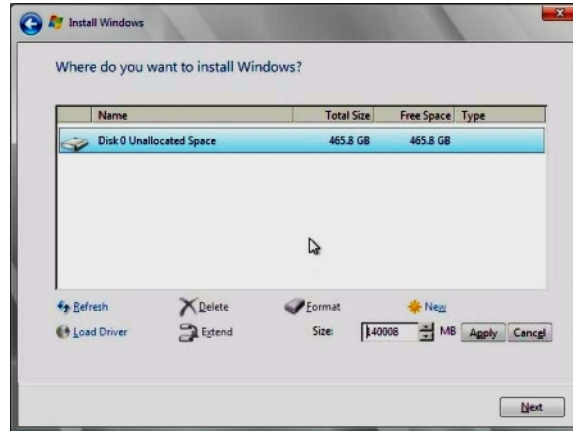 Install Windows
Where do you want to install Windows?
Name Total Size Free Space Type
Disk 0 Unallocated Space 465.8 GB 465.8 GB
Refresh Delete Format New
Load Driver Extend Size: 140008 MB Apply Cancel
Next